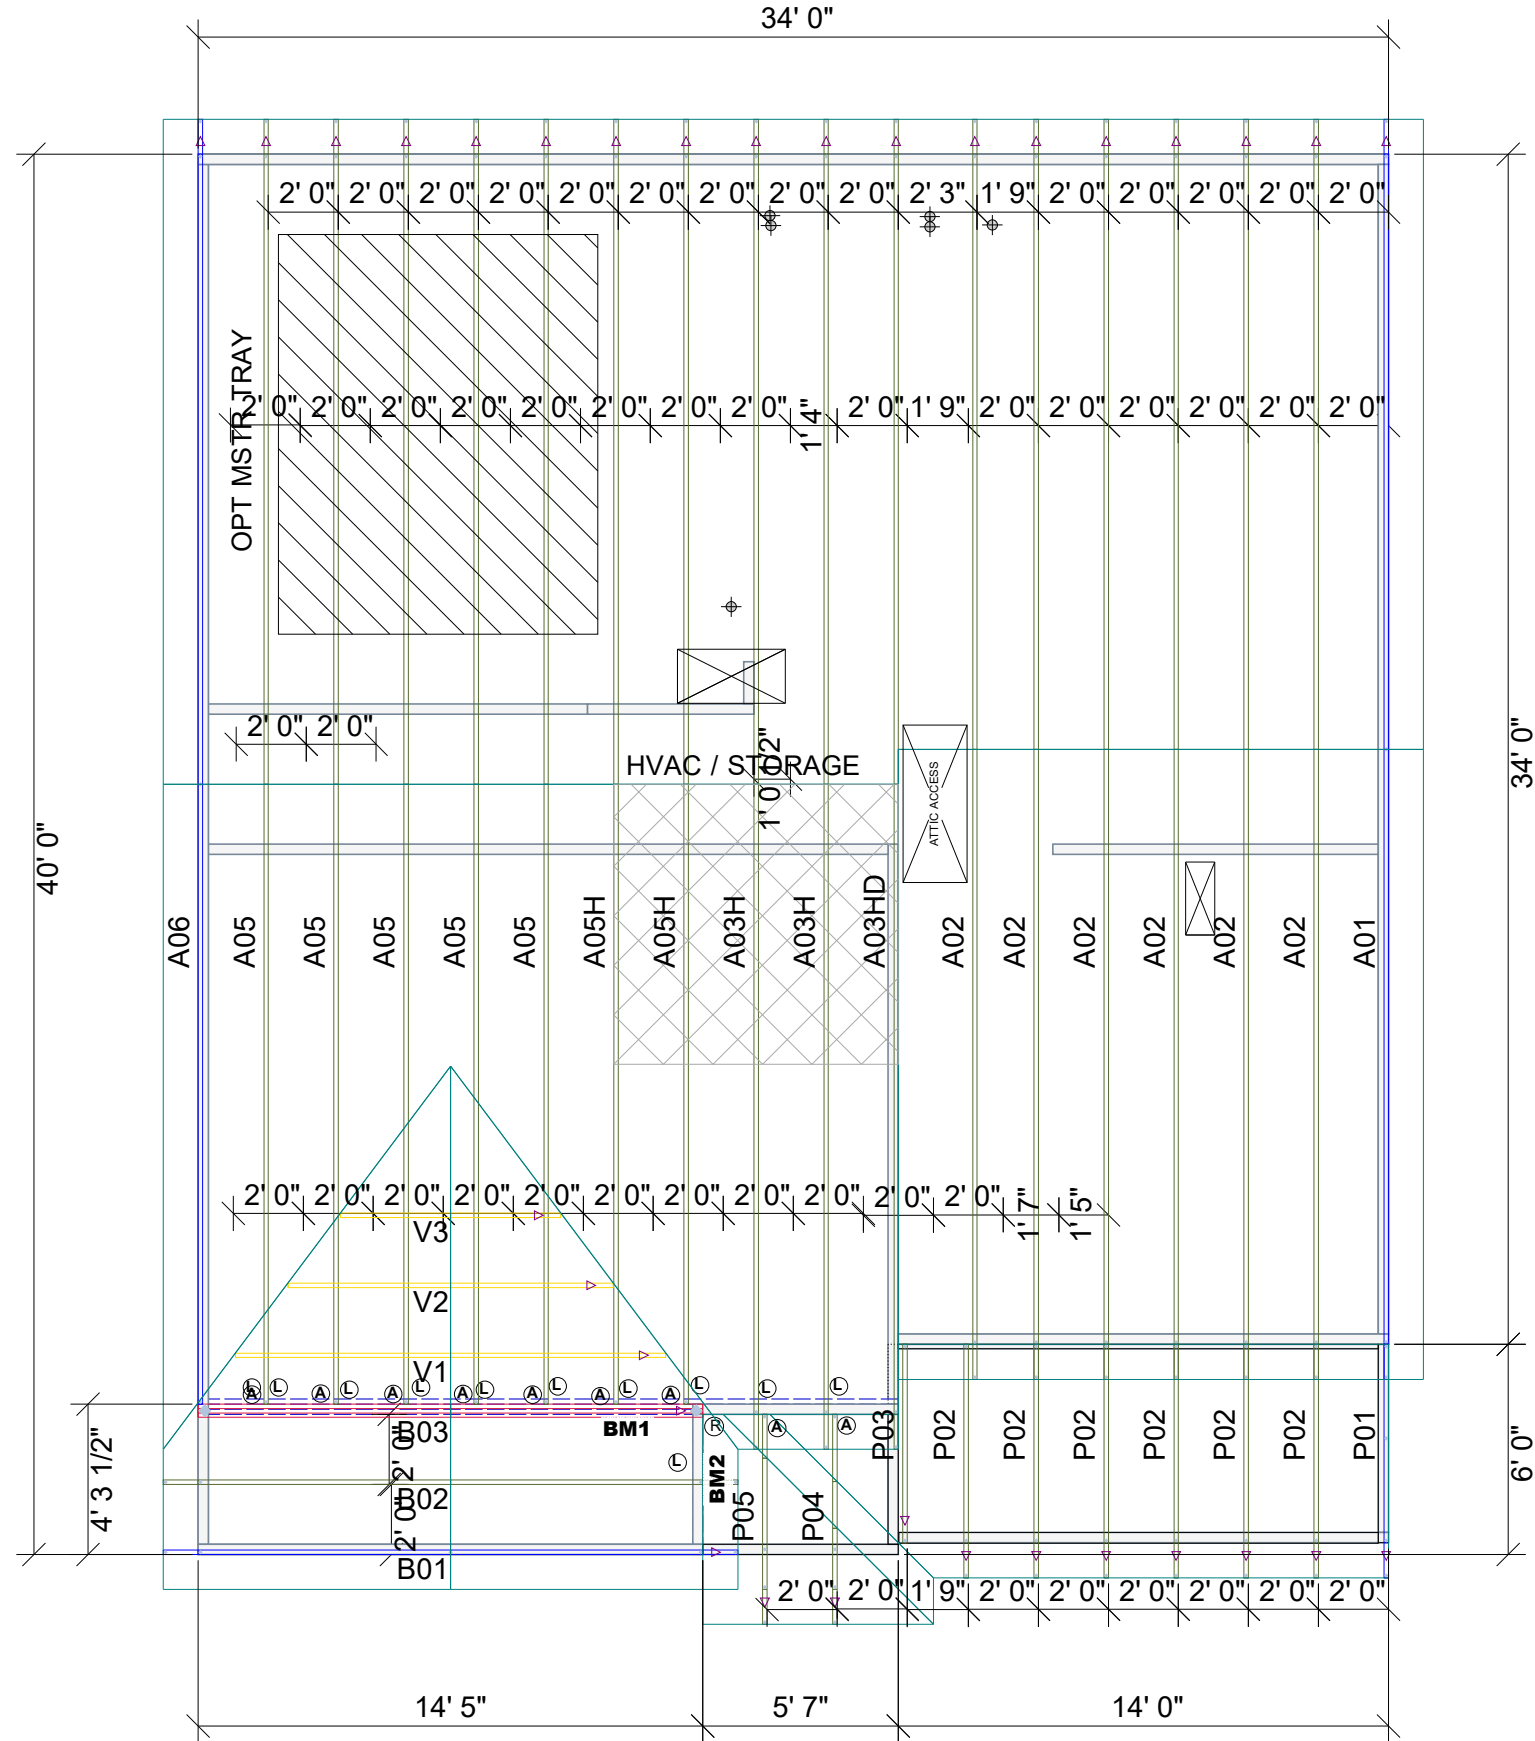 34' 0"
2' 0" 2' 0" 2' 0" 2' 0" 2' 0" 2' 0" 2' 0" 2' 0" 2' 0" 2' 3" 1' 9" 2' 0" 2' 0" 2' 0" 2' 0" 2' 0"
OPT MSTR TRAY
2' 0" 2' 0" 2' 0" 2' 0" 2' 0" 2' 0" 2' 0" 2' 0" 1' 4" 2' 0" 1' 9" 2' 0" 2' 0" 2' 0" 2' 0" 2' 0" 2' 0"
2' 0" 2' 0"
HVAC / STORAGE
1' 0 1/2"
ATTIC ACCESS
40' 0"
34' 0"
A06 A05 A05 A05 A05 A05 A05H A05H A03H A03H A03HD A02 A02 A02 A02 A02 A02 A01
2' 0" 2' 0" 2' 0" 2' 0" 2' 0" 2' 0" 2' 0" 2' 0" 2' 0" 2' 0" 2' 0" 1' 7" 1' 5"
V3
V2
V1
L A L A L A L A L A L A L A L L L
B03 BM1 R A A
P03 P02 P02 P02 P02 P02 P02 P01
4' 3 1/2"
2' 0"
L
BM2
6' 0"
B02
P05 P04
2' 0"
B01
2' 0" 2' 0" 1' 9" 2' 0" 2' 0" 2' 0" 2' 0" 2' 0" 2' 0"
14' 5" 5' 7" 14' 0"